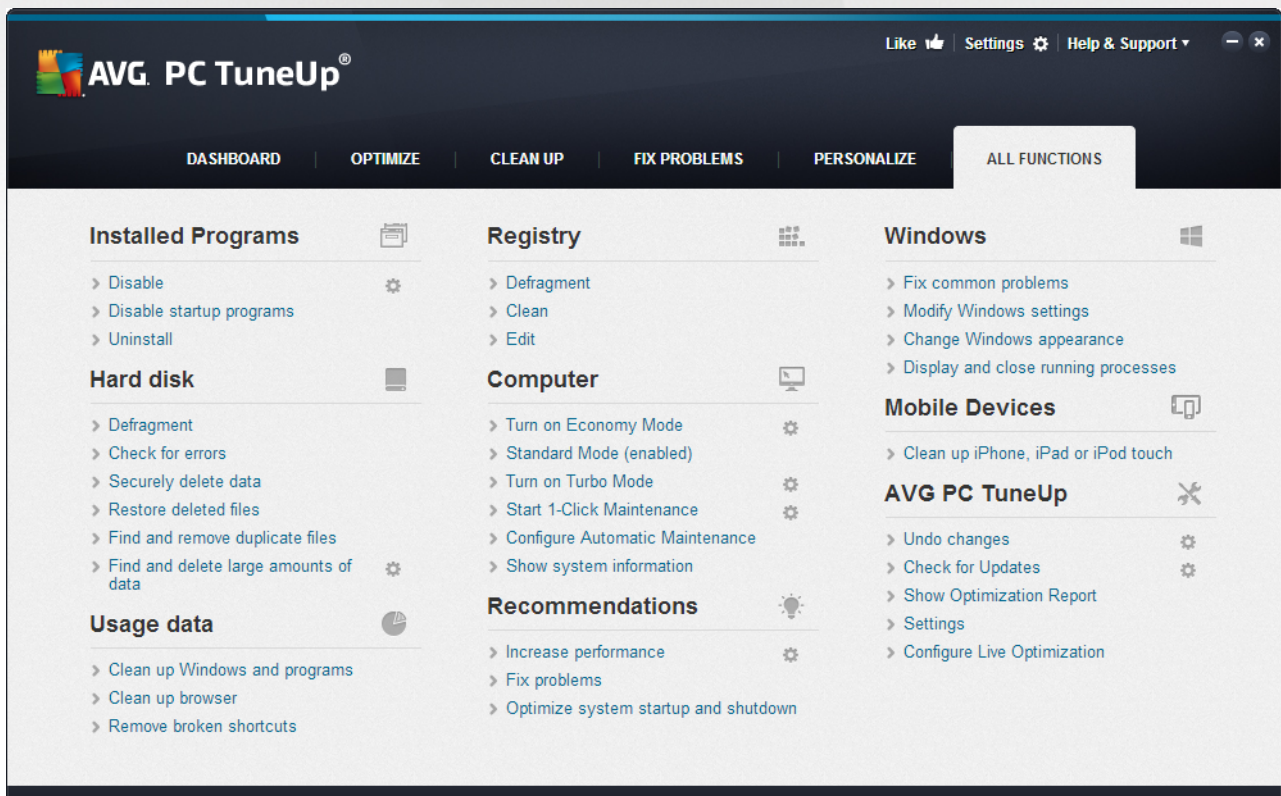 Like
Settings
Help & Support
AVG. PC TuneUp®
DASHBOARD
OPTIMIZE
CLEAN UP
FIX PROBLEMS
PERSONALIZE
ALL FUNCTIONS
Installed Programs
Disable
Disable startup programs
Uninstall
Hard disk
Defragment
Check for errors
Securely delete data
Restore deleted files
Find and remove duplicate files
Find and delete large amounts of
data
Usage data
Clean up Windows and programs
Clean up browser
Remove broken shortcuts
Registry
Defragment
Clean
Edit
Computer
Turn on Economy Mode
Standard Mode (enabled)
Turn on Turbo Mode
Start 1-Click Maintenance
Configure Automatic Maintenance
Show system information
Recommendations
Increase performance
Fix problems
Optimize system startup and shutdown
Windows
Fix common problems
Modify Windows settings
Change Windows appearance
Display and close running processes
Mobile Devices
Clean up iPhone, iPad or iPod touch
AVG PC TuneUp
Undo changes
Check for Updates
Show Optimization Report
Settings
Configure Live Optimization